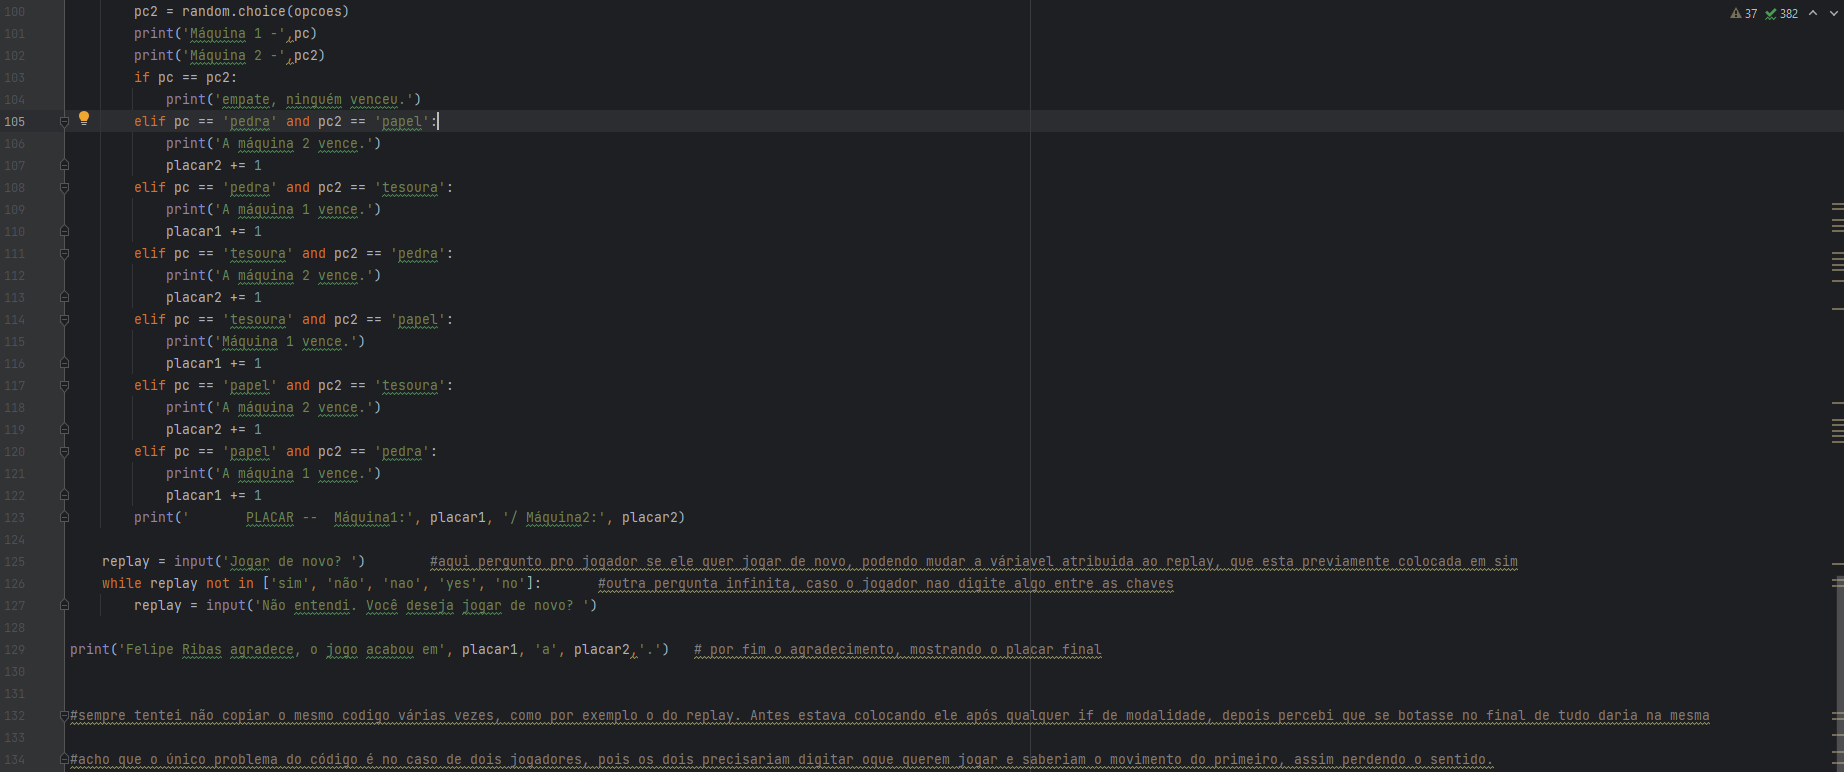 37 382
100 pc2 = random.choice(opcoes)
101 print('Máquina 1 -',pc)
102 print('Máquina 2 -',pc2)
103 if pc == pc2:
104 print('empate, ninguém venceu.')
105 elif pc == 'pedra' and pc2 == 'papel':
106 print('A máquina 2 vence.')
107 placar2 += 1
108 elif pc == 'pedra' and pc2 == 'tesoura':
109 print('A máquina 1 vence.')
110 placar1 += 1
111 elif pc == 'tesoura' and pc2 == 'pedra':
112 print('A máquina 2 vence.')
113 placar2 += 1
114 elif pc == 'tesoura' and pc2 == 'papel':
115 print('Máquina 1 vence.')
116 placar1 += 1
117 elif pc == 'papel' and pc2 == 'tesoura':
118 print('A máquina 2 vence.')
119 placar2 += 1
120 elif pc == 'papel' and pc2 == 'pedra':
121 print('A máquina 1 vence.')
122 placar1 += 1
123 print('       PLACAR --  Máquina1:', placar1, '/ Máquina2:', placar2)
124
125 replay = input('Jogar de novo? ')        #aqui pergunto pro jogador se ele quer jogar de novo, podendo mudar a váriavel atribuida ao replay, que esta previamente colocada em sim
126 while replay not in ['sim', 'não', 'nao', 'yes', 'no']:       #outra pergunta infinita, caso o jogador nao digite algo entre as chaves
127 replay = input('Não entendi. Você deseja jogar de novo? ')
128
129 print('Felipe Ribas agradece, o jogo acabou em', placar1, 'a', placar2,'.')   # por fim o agradecimento, mostrando o placar final
130
131
132 #sempre tentei não copiar o mesmo codigo várias vezes, como por exemplo o do replay. Antes estava colocando ele após qualquer if de modalidade, depois percebi que se botasse no final de tudo daria na mesma
133
134 #acho que o único problema do código é no caso de dois jogadores, pois os dois precisariam digitar oque querem jogar e saberiam o movimento do primeiro, assim perdendo o sentido.